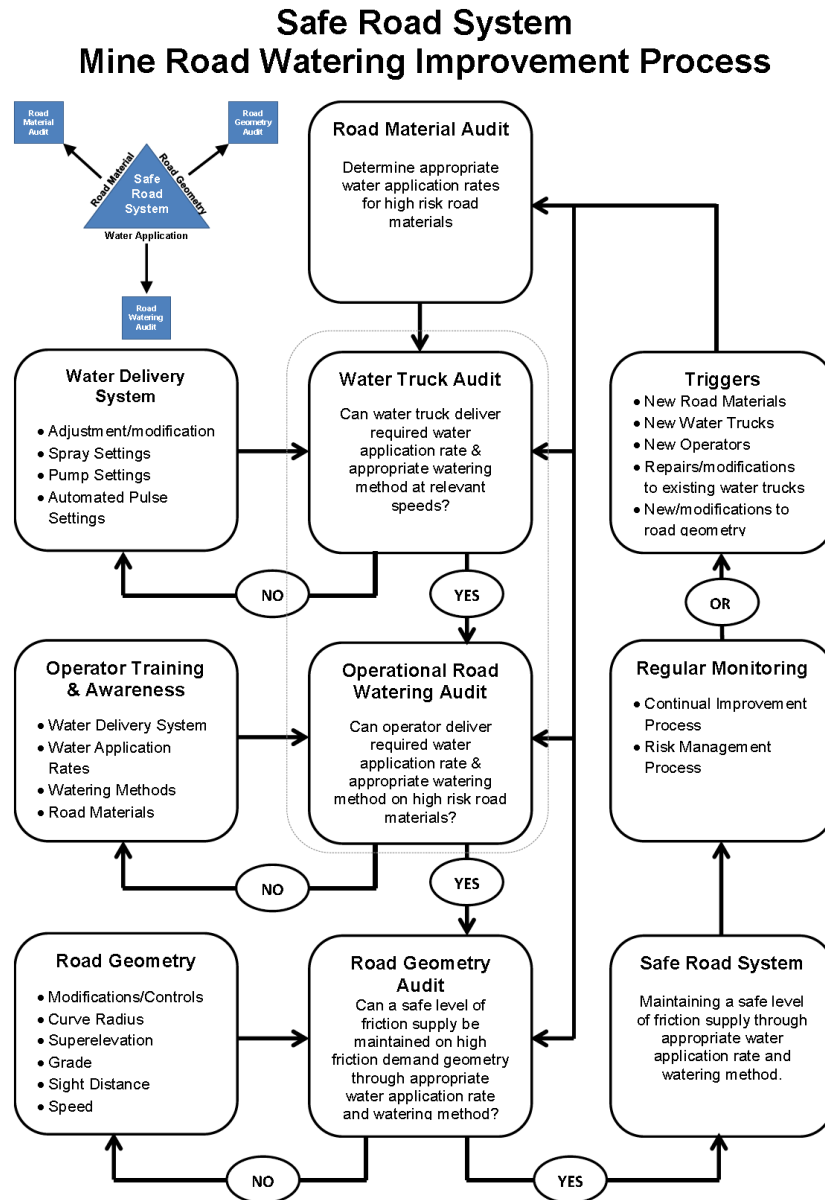 Safe Road System
Mine Road Watering Improvement Process
Road
Material
Audit
Road
Geometry
Audit
Road Material
Road Geometry
Safe
Road
System
Water Application
Road
Watering
Audit
Road Material Audit
Determine appropriate
water application rates
for high risk road
materials
Water Delivery
System
• Adjustment/modification
• Spray Settings
• Pump Settings
• Automated Pulse
Settings
Water Truck Audit
Can water truck deliver
required water
application rate &
appropriate watering
method at relevant
speeds?
Triggers
• New Road Materials
• New Water Trucks
• New Operators
• Repairs/modifications
to existing water trucks
• New/modifications to
road geometry
NO
YES
OR
Operator Training
& Awareness
• Water Delivery System
• Water Application
Rates
• Watering Methods
• Road Materials
Operational Road
Watering Audit
Can operator deliver
required water
application rate &
appropriate watering
method on high risk road
materials?
Regular Monitoring
• Continual Improvement
Process
• Risk Management
Process
NO
YES
Road Geometry
• Modifications/Controls
• Curve Radius
• Superelevation
• Grade
• Sight Distance
• Speed
Road Geometry
Audit
Can a safe level of
friction supply be
maintained on high
friction demand geometry
through appropriate
water application rate
and watering method?
Safe Road System
Maintaining a safe level
of friction supply through
appropriate water
application rate and
watering method.
NO
YES